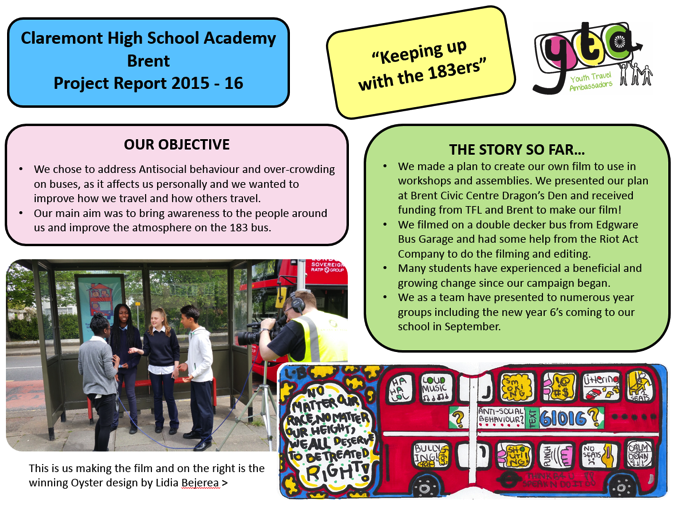 Claremont High School Academy
Brent
Project Report 2015 - 16
“Keeping up
with the 183ers”
yta
Youth Travel
Ambassadors
OUR OBJECTIVE
• We chose to address Antisocial behaviour and over-crowding
on buses, as it affects us personally and we wanted to
improve how we travel and how others travel.
• Our main aim was to bring awareness to the people around
us and improve the atmosphere on the 183 bus.
THE STORY SO FAR…
• We made a plan to create our own film to use in
workshops and assemblies. We presented our plan
at Brent Civic Centre Dragon’s Den and received
funding from TFL and Brent to make our film!
• We filmed on a double decker bus from Edgware
Bus Garage and had some help from the Riot Act
Company to do the filming and editing.
• Many students have experienced a beneficial and
growing change since our campaign began.
• We as a team have presented to numerous year
groups including the new year 6’s coming to our
school in September.
SOVEREIGN
RATP GROUP
L-B
NO
MATTER OUR
RACE, NO MATTER
OUR HEIGHT,
WE ALL DESERVE
TO BE TREATED
RIGHT!
HA
HA
LOL
LOUD
MUSIC
SMOKING
Littering
ANTI-SOCIAL
BEHAVIOUR?
TEXT
61016
?
?
BULLY
ING!
SHOUTING
NO
SEATS
CALM
DOWN
This is us making the film and on the right is the
winning Oyster design by Lidia Bejerea >